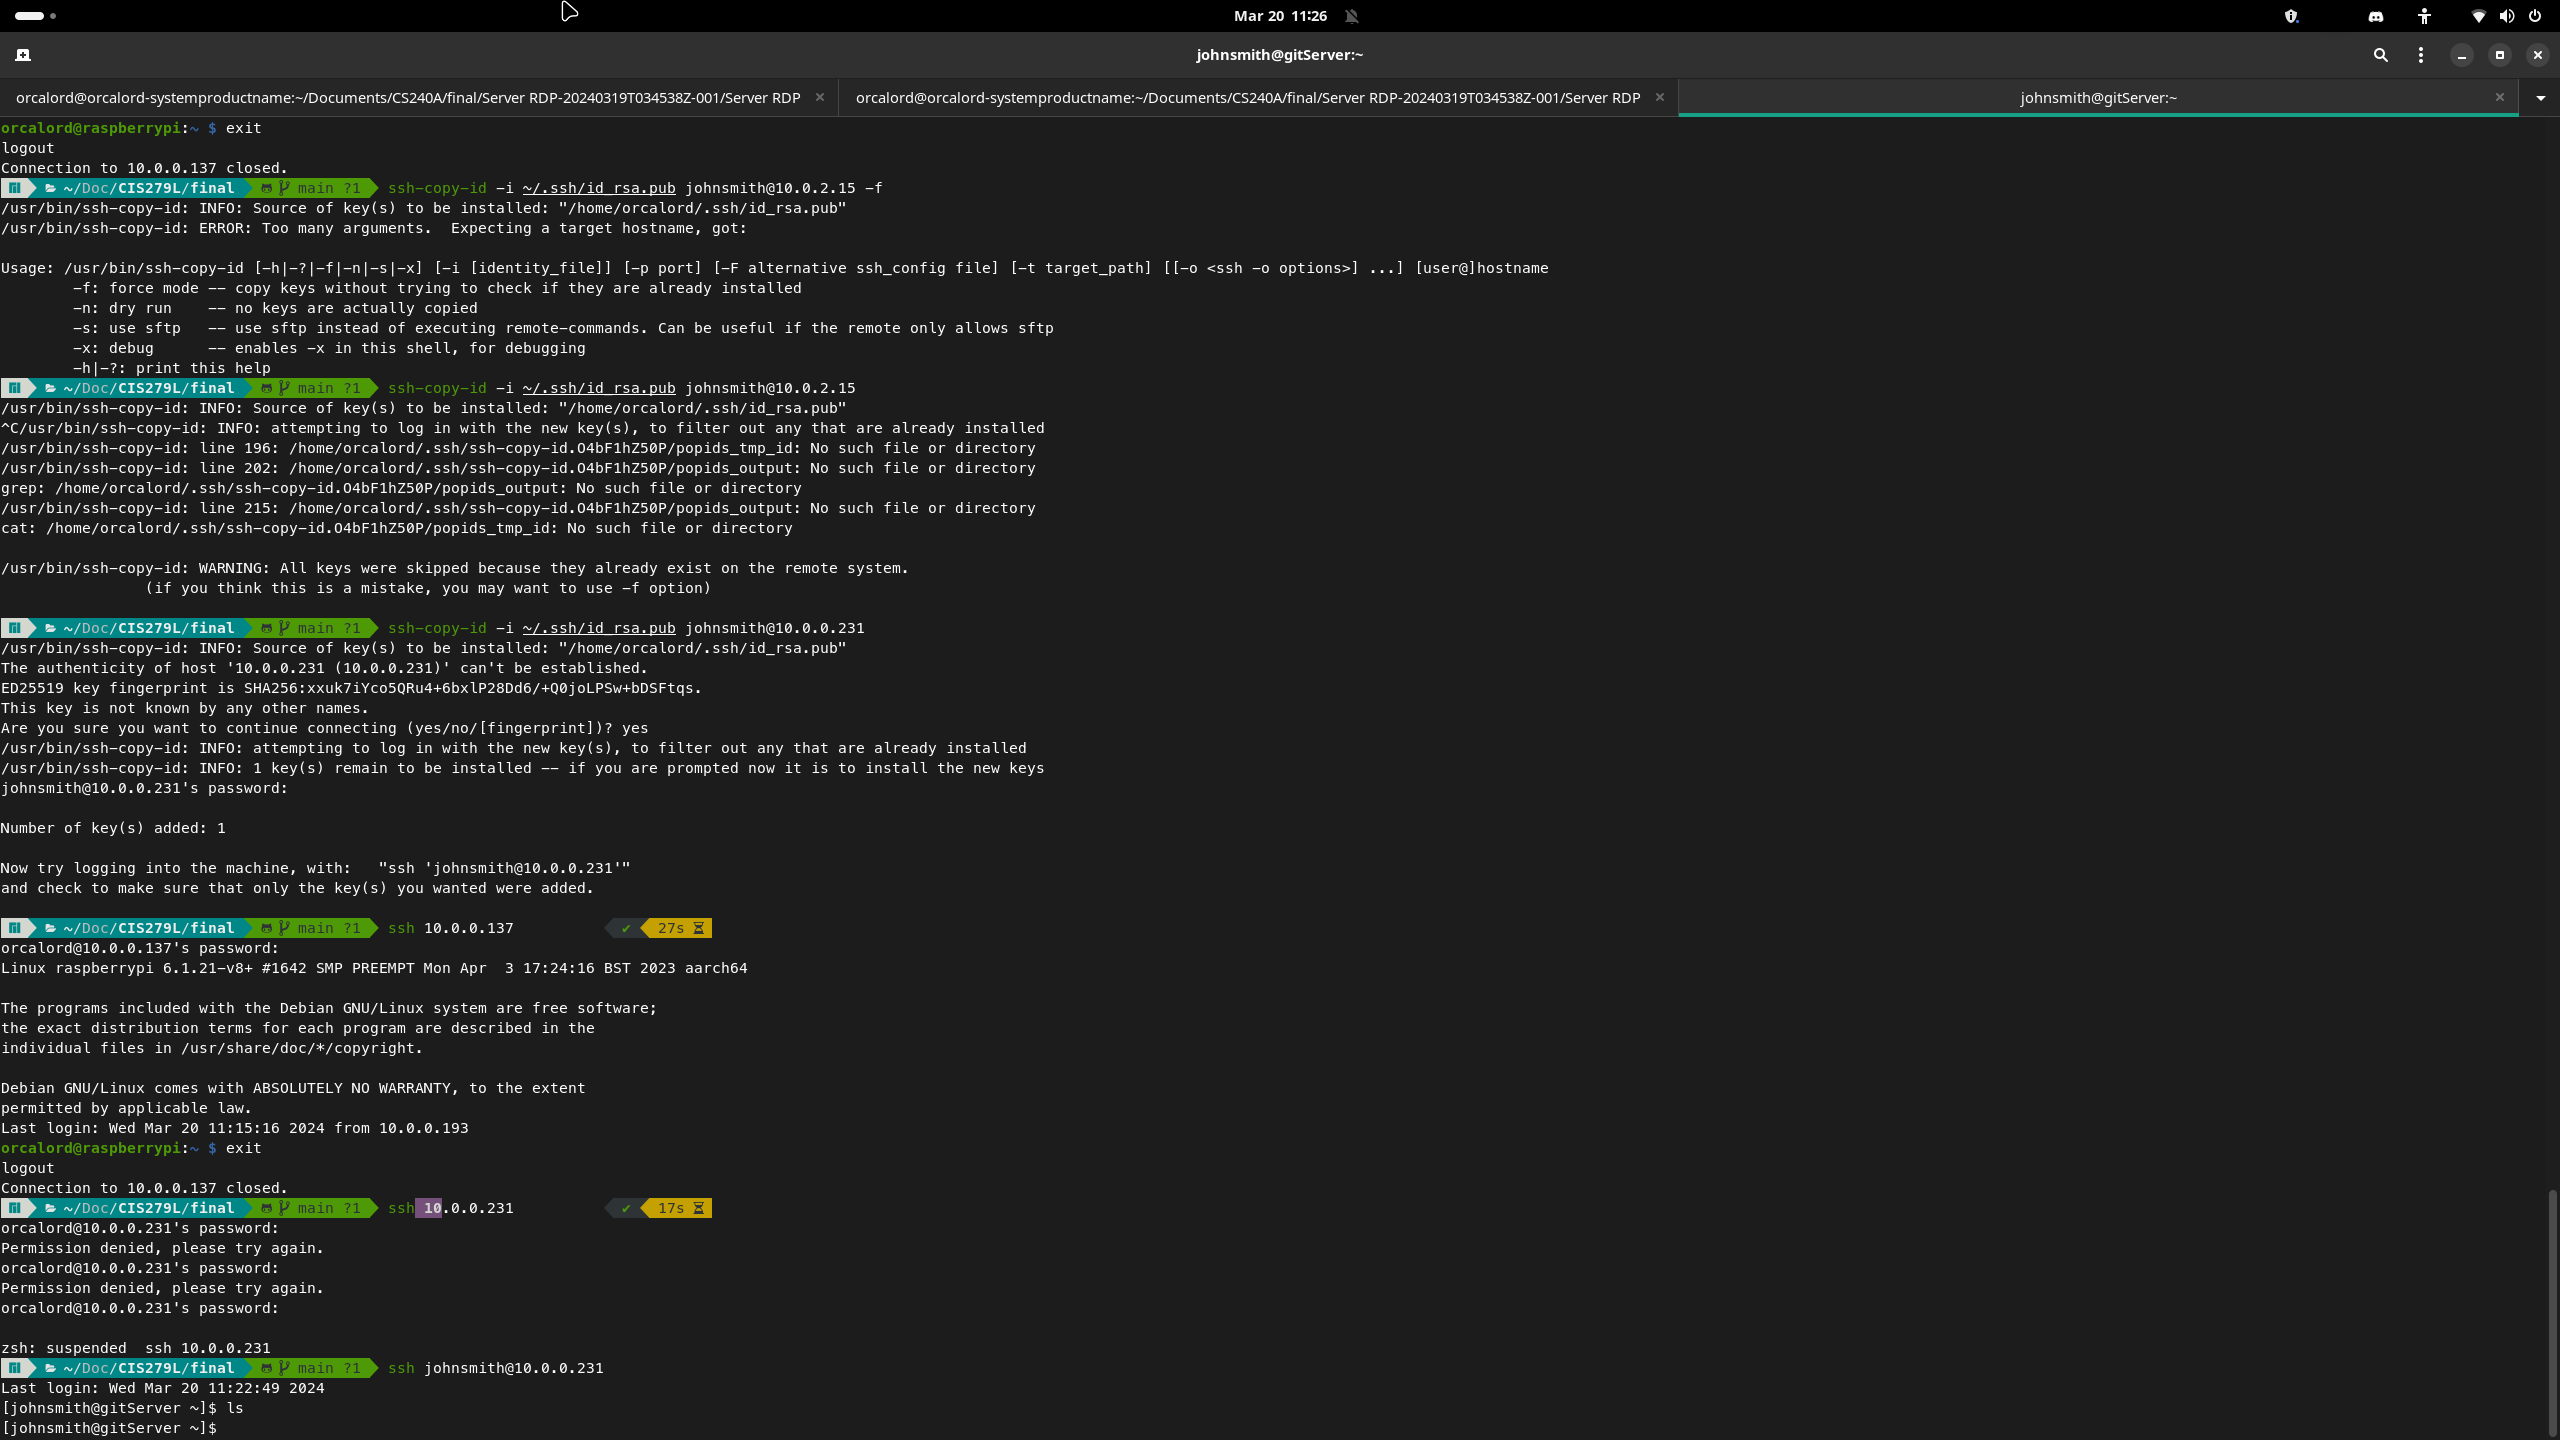 Mar 20 11:26
johnsmith@gitServer:~
orcalord@orcalord-systemproductname:~/Documents/CS240A/final/Server RDP-20240319T034538Z-001/Server RDP
orcalord@orcalord-systemproductname:~/Documents/CS240A/final/Server RDP-20240319T034538Z-001/Server RDP
johnsmith@gitServer:~
orcalord@raspberrypi:~ $ exit
logout
Connection to 10.0.0.137 closed.
~/Doc/CIS279L/final main ?1 ssh-copy-id -i ~/.ssh/id_rsa.pub johnsmith@10.0.2.15 -f
/usr/bin/ssh-copy-id: INFO: Source of key(s) to be installed: "/home/orcalord/.ssh/id_rsa.pub"
/usr/bin/ssh-copy-id: ERROR: Too many arguments.  Expecting a target hostname, got:
Usage: /usr/bin/ssh-copy-id [-h|-?|-f|-n|-s|-x] [-i [identity_file]] [-p port] [-F alternative ssh_config file] [-t target_path] [[-o <ssh -o options>] ...] [user@]hostname
-f: force mode -- copy keys without trying to check if they are already installed
-n: dry run    -- no keys are actually copied
-s: use sftp   -- use sftp instead of executing remote-commands. Can be useful if the remote only allows sftp
-x: debug      -- enables -x in this shell, for debugging
-h|-?: print this help
~/Doc/CIS279L/final main ?1 ssh-copy-id -i ~/.ssh/id_rsa.pub johnsmith@10.0.2.15
/usr/bin/ssh-copy-id: INFO: Source of key(s) to be installed: "/home/orcalord/.ssh/id_rsa.pub"
^C/usr/bin/ssh-copy-id: INFO: attempting to log in with the new key(s), to filter out any that are already installed
/usr/bin/ssh-copy-id: line 196: /home/orcalord/.ssh/ssh-copy-id.O4bF1hZ50P/popids_tmp_id: No such file or directory
/usr/bin/ssh-copy-id: line 202: /home/orcalord/.ssh/ssh-copy-id.O4bF1hZ50P/popids_output: No such file or directory
grep: /home/orcalord/.ssh/ssh-copy-id.O4bF1hZ50P/popids_output: No such file or directory
/usr/bin/ssh-copy-id: line 215: /home/orcalord/.ssh/ssh-copy-id.O4bF1hZ50P/popids_output: No such file or directory
cat: /home/orcalord/.ssh/ssh-copy-id.O4bF1hZ50P/popids_tmp_id: No such file or directory
/usr/bin/ssh-copy-id: WARNING: All keys were skipped because they already exist on the remote system.
(if you think this is a mistake, you may want to use -f option)
~/Doc/CIS279L/final main ?1 ssh-copy-id -i ~/.ssh/id_rsa.pub johnsmith@10.0.0.231
/usr/bin/ssh-copy-id: INFO: Source of key(s) to be installed: "/home/orcalord/.ssh/id_rsa.pub"
The authenticity of host '10.0.0.231 (10.0.0.231)' can't be established.
ED25519 key fingerprint is SHA256:xxuk7iYco5QRu4+6bxlP28Dd6/+Q0joLPSw+bDSFtqs.
This key is not known by any other names.
Are you sure you want to continue connecting (yes/no/[fingerprint])? yes
/usr/bin/ssh-copy-id: INFO: attempting to log in with the new key(s), to filter out any that are already installed
/usr/bin/ssh-copy-id: INFO: 1 key(s) remain to be installed -- if you are prompted now it is to install the new keys
johnsmith@10.0.0.231's password:
Number of key(s) added: 1
Now try logging into the machine, with:   "ssh 'johnsmith@10.0.0.231'"
and check to make sure that only the key(s) you wanted were added.
~/Doc/CIS279L/final main ?1 ssh 10.0.0.137 ✔ 27s
orcalord@10.0.0.137's password:
Linux raspberrypi 6.1.21-v8+ #1642 SMP PREEMPT Mon Apr  3 17:24:16 BST 2023 aarch64
The programs included with the Debian GNU/Linux system are free software;
the exact distribution terms for each program are described in the
individual files in /usr/share/doc/*/copyright.
Debian GNU/Linux comes with ABSOLUTELY NO WARRANTY, to the extent
permitted by applicable law.
Last login: Wed Mar 20 11:15:16 2024 from 10.0.0.193
orcalord@raspberrypi:~ $ exit
logout
Connection to 10.0.0.137 closed.
~/Doc/CIS279L/final main ?1 ssh 10.0.0.231 ✔ 17s
orcalord@10.0.0.231's password:
Permission denied, please try again.
orcalord@10.0.0.231's password:
Permission denied, please try again.
orcalord@10.0.0.231's password:
zsh: suspended  ssh 10.0.0.231
~/Doc/CIS279L/final main ?1 ssh johnsmith@10.0.0.231
Last login: Wed Mar 20 11:22:49 2024
[johnsmith@gitServer ~]$ ls
[johnsmith@gitServer ~]$